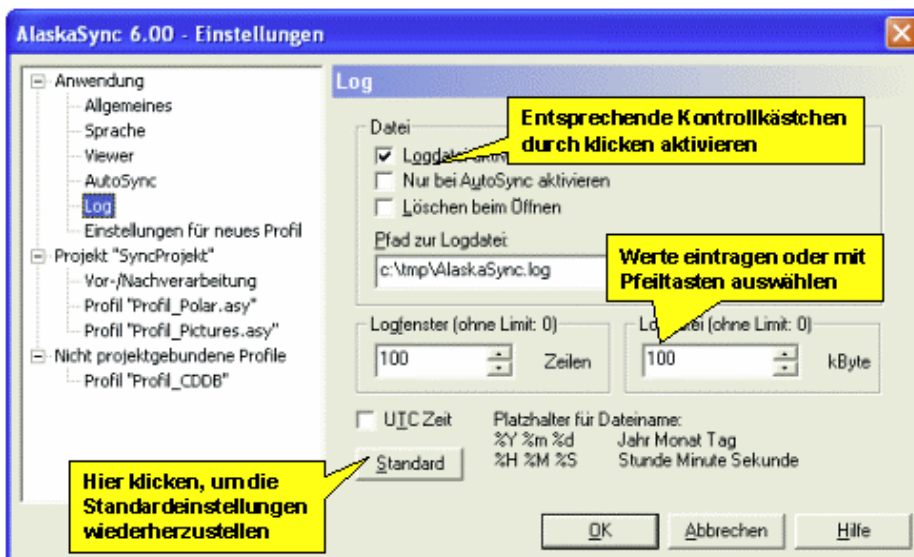 AlaskaSync 6.00 - Einstellungen
Anwendung
Allgemeines
Sprache
Viewer
AutoSync
Log
Einstellungen für neues Profil
Projekt "SyncProjekt"
Vor-/Nachverarbeitung
Profil "Profil_Polar.asy"
Profil "Profil_Pictures.asy"
Nicht projektgebundene Profile
Profil "Profil_CDDB"
Log
Datei
Entsprechende Kontrollkästchen
durch klicken aktivieren
Logdatei
Nur bei AutoSync aktivieren
Löschen beim Öffnen
Pfad zur Logdatei:
c:\tmp\AlaskaSync.log
Werte eintragen oder mit
Pfeiltasten auswählen
Logfenster (ohne Limit: 0)
100
Zeilen
(ohne Limit: 0)
100
kByte
UTC Zeit
Platzhalter für Dateiname:
%Y %m %d Jahr Monat Tag
%H %M %S Stunde Minute Sekunde
Standard
Hier klicken, um die
Standardeinstellungen
wiederherzustellen
OK
Abbrechen
Hilfe